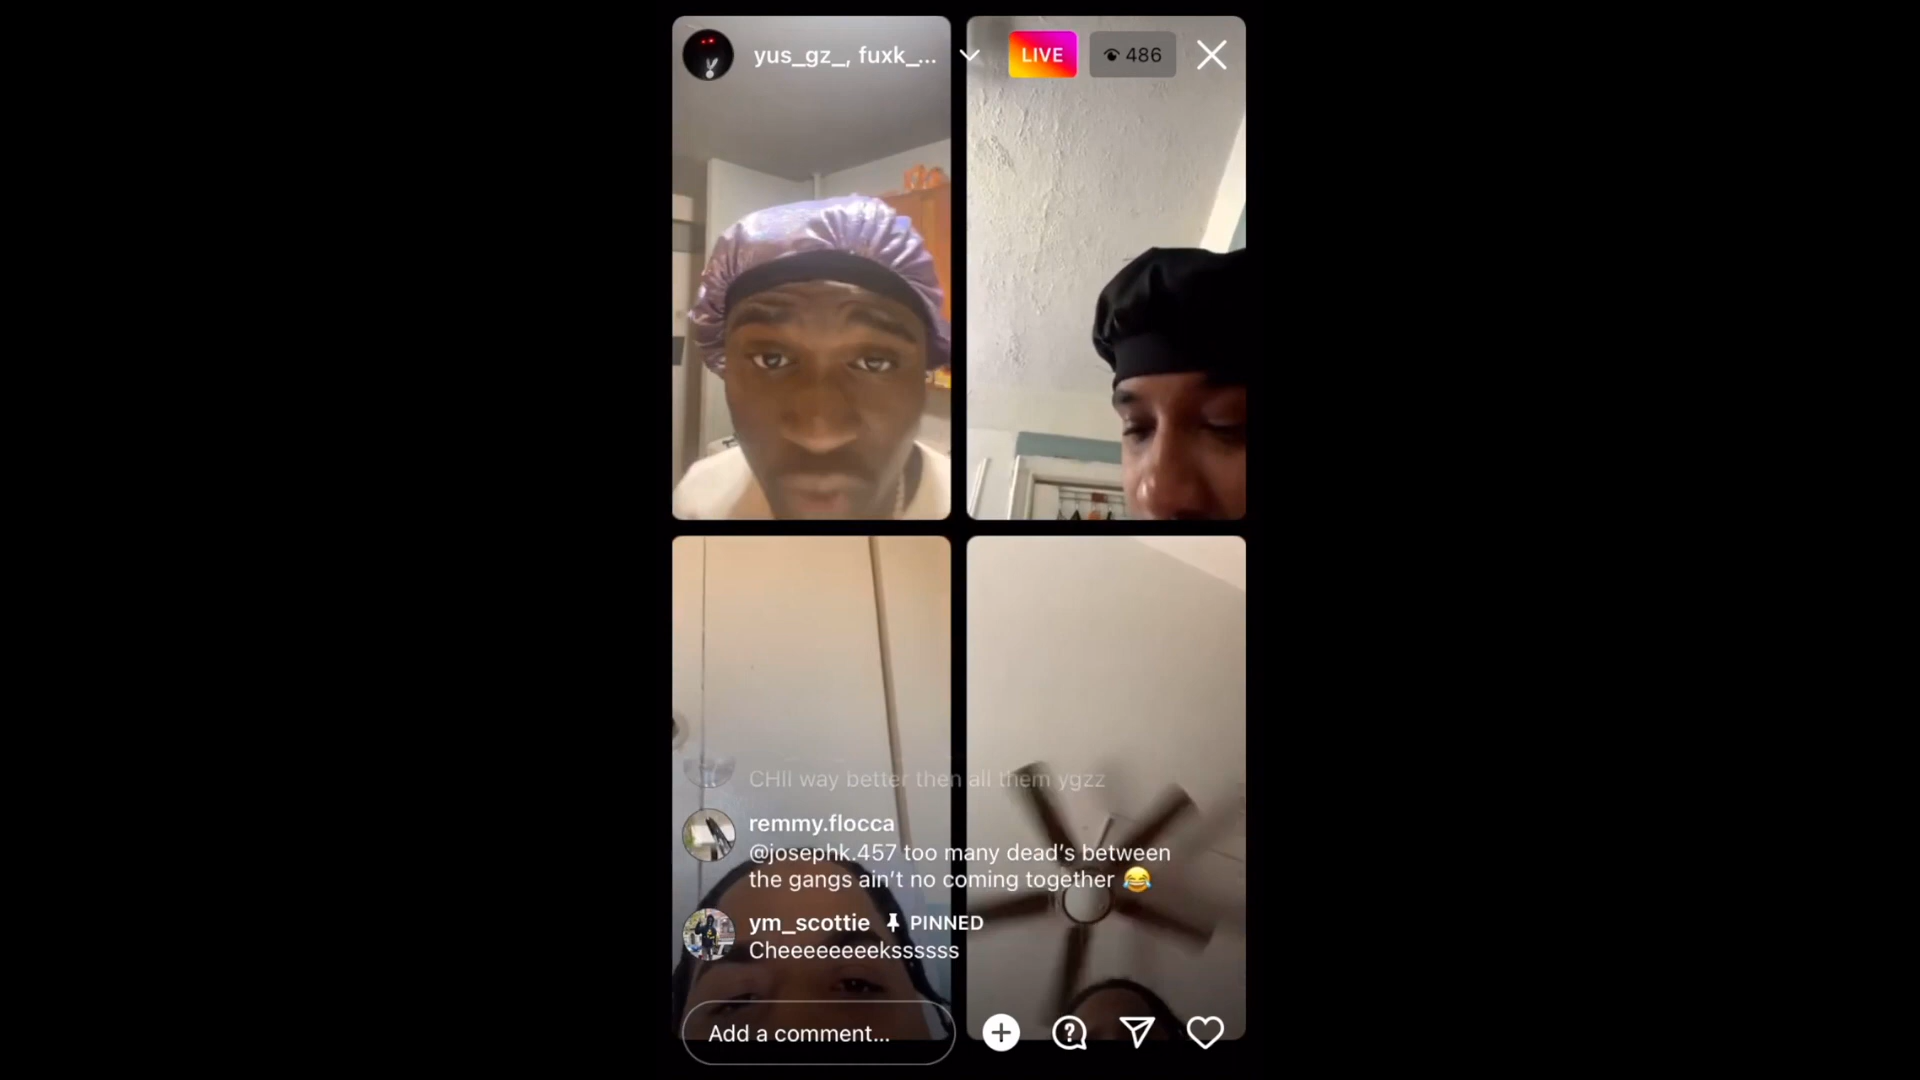 yus_gz_, fuxk_...
LIVE
486
CHII way better then all them ygzz
remmy.flocca
@josephk.457 too many dead's between
the gangs ain't no coming together 😂
ym_scottie PINNED
Cheeeeeeeekssssss
Add a comment...